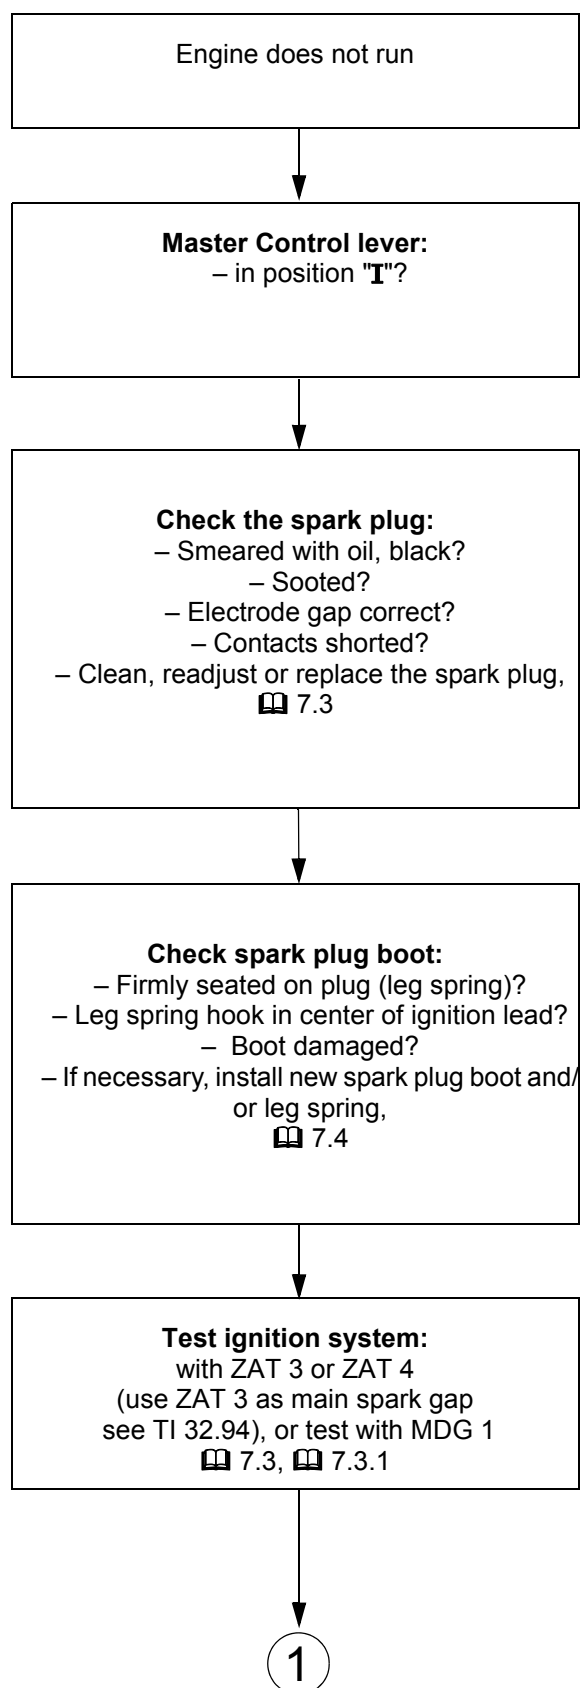 Engine does not run
Master Control lever:
– in position "I"?
Check the spark plug:
– Smeared with oil, black?
– Sooted?
– Electrode gap correct?
– Contacts shorted?
– Clean, readjust or replace the spark plug,
7.3
Check spark plug boot:
– Firmly seated on plug (leg spring)?
– Leg spring hook in center of ignition lead?
– Boot damaged?
– If necessary, install new spark plug boot and/
or leg spring,
7.4
Test ignition system:
with ZAT 3 or ZAT 4
(use ZAT 3 as main spark gap
see TI 32.94), or test with MDG 1
7.3, 7.3.1
1